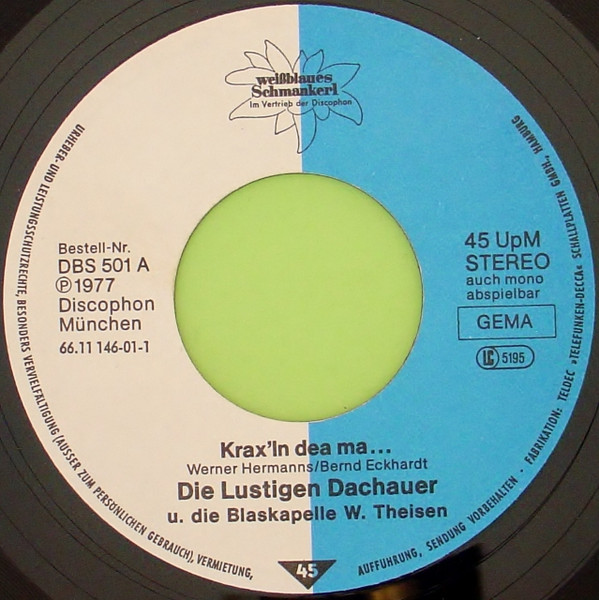 weißblaues
Schmankerl
Im Vertrieb der Discophon
Bestell-Nr.
DBS 501 A
Ⓟ 1977
Discophon
München
66.11 146-01-1
45 UpM
STEREO
auch mono
abspielbar
GEMA
LC 5195
Krax'ln dea ma...
Werner Hermanns/Bernd Eckhardt
Die Lustigen Dachauer
u. die Blaskapelle W. Theisen
45
URHEBER- UND LEISTUNGSSCHUTZRECHTE, BESONDERS VERVIELFÄLTIGUNG (AUSSER ZUM PERSÖNLICHEN GEBRAUCH), VERMIETUNG, AUFFÜHRUNG, SENDUNG VORBEHALTEN · FABRIKATION: TELDEC »TELEFUNKEN-DECCA« SCHALLPLATTEN GMBH, HAMBURG